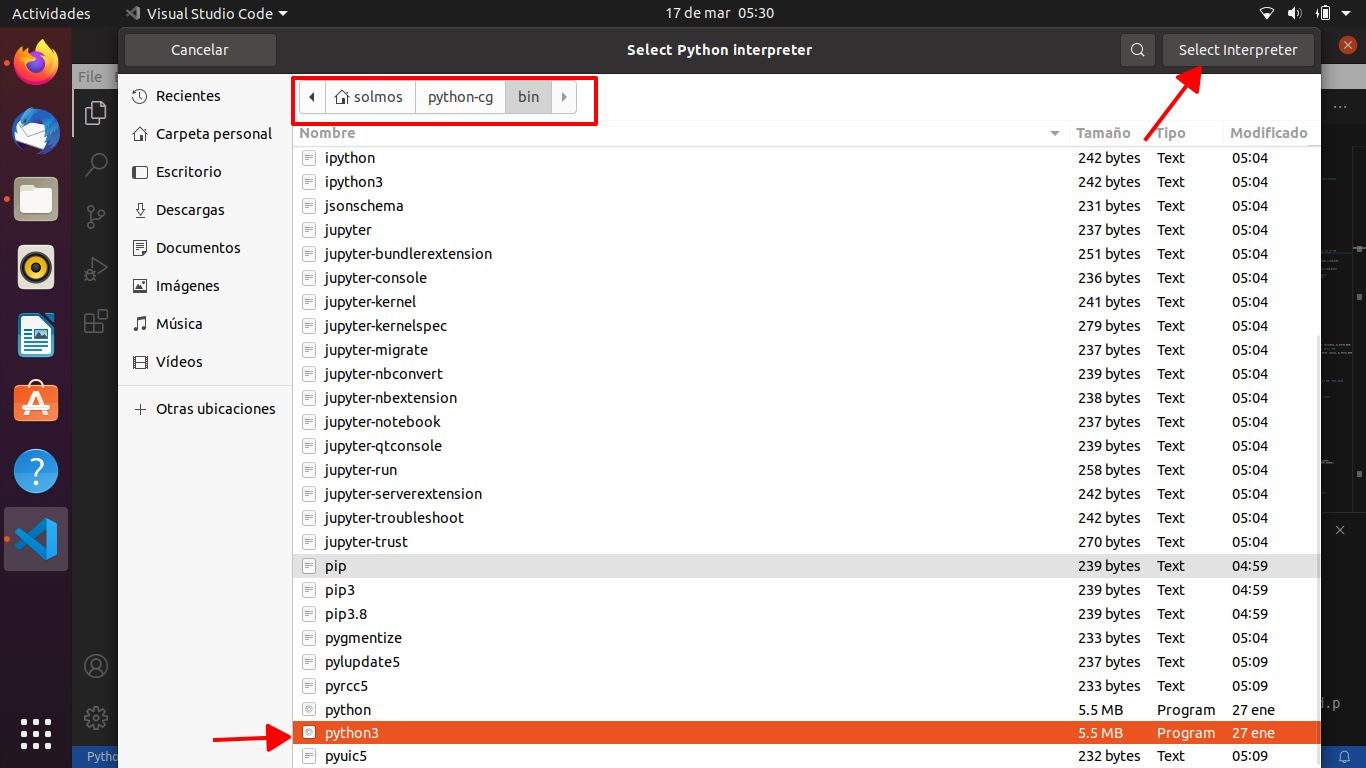 Actividades Visual Studio Code 17 de mar 05:30
Cancelar Select Python interpreter Select Interpreter
File
solmos python-cg bin
Recientes
Carpeta personal
Escritorio
Descargas
Documentos
Imágenes
Música
Vídeos
Otras ubicaciones
Nombre Tamaño Tipo Modificado
ipython 242 bytes Text 05:04
ipython3 242 bytes Text 05:04
jsonschema 231 bytes Text 05:04
jupyter 237 bytes Text 05:04
jupyter-bundlerextension 251 bytes Text 05:04
jupyter-console 236 bytes Text 05:04
jupyter-kernel 241 bytes Text 05:04
jupyter-kernelspec 279 bytes Text 05:04
jupyter-migrate 237 bytes Text 05:04
jupyter-nbconvert 239 bytes Text 05:04
jupyter-nbextension 238 bytes Text 05:04
jupyter-notebook 237 bytes Text 05:04
jupyter-qtconsole 239 bytes Text 05:04
jupyter-run 258 bytes Text 05:04
jupyter-serverextension 242 bytes Text 05:04
jupyter-troubleshoot 242 bytes Text 05:04
jupyter-trust 270 bytes Text 05:04
pip 239 bytes Text 04:59
pip3 239 bytes Text 04:59
pip3.8 239 bytes Text 04:59
pygmentize 233 bytes Text 05:04
pylupdate5 237 bytes Text 05:09
pyrcc5 233 bytes Text 05:09
python 5.5 MB Program 27 ene
d.p
python3 5.5 MB Program 27 ene
pyuic5 232 bytes Text 05:09
Pytho